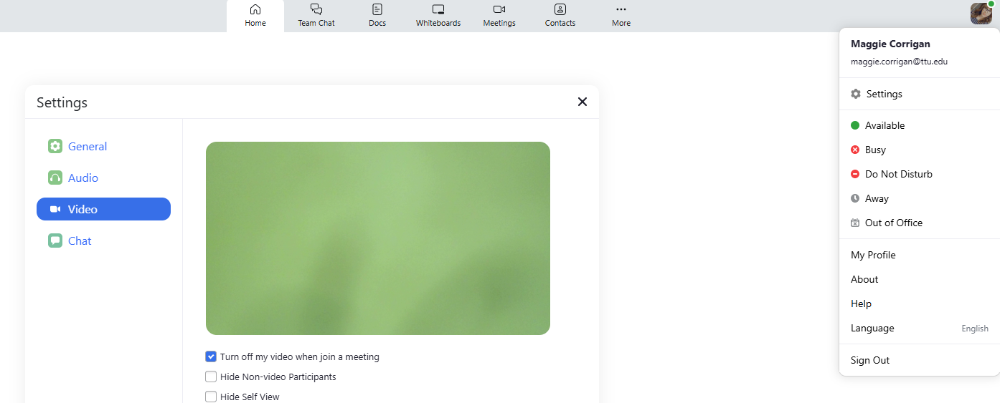 Home
Team Chat
Docs
Whiteboards
Meetings
Contacts
More
Maggie Corrigan
maggie.corrigan@ttu.edu
Settings
Available
Busy
Do Not Disturb
Away
Out of Office
My Profile
About
Help
Language English
Sign Out
Settings
General
Audio
Video
Chat
Turn off my video when join a meeting
Hide Non-video Participants
Hide Self View